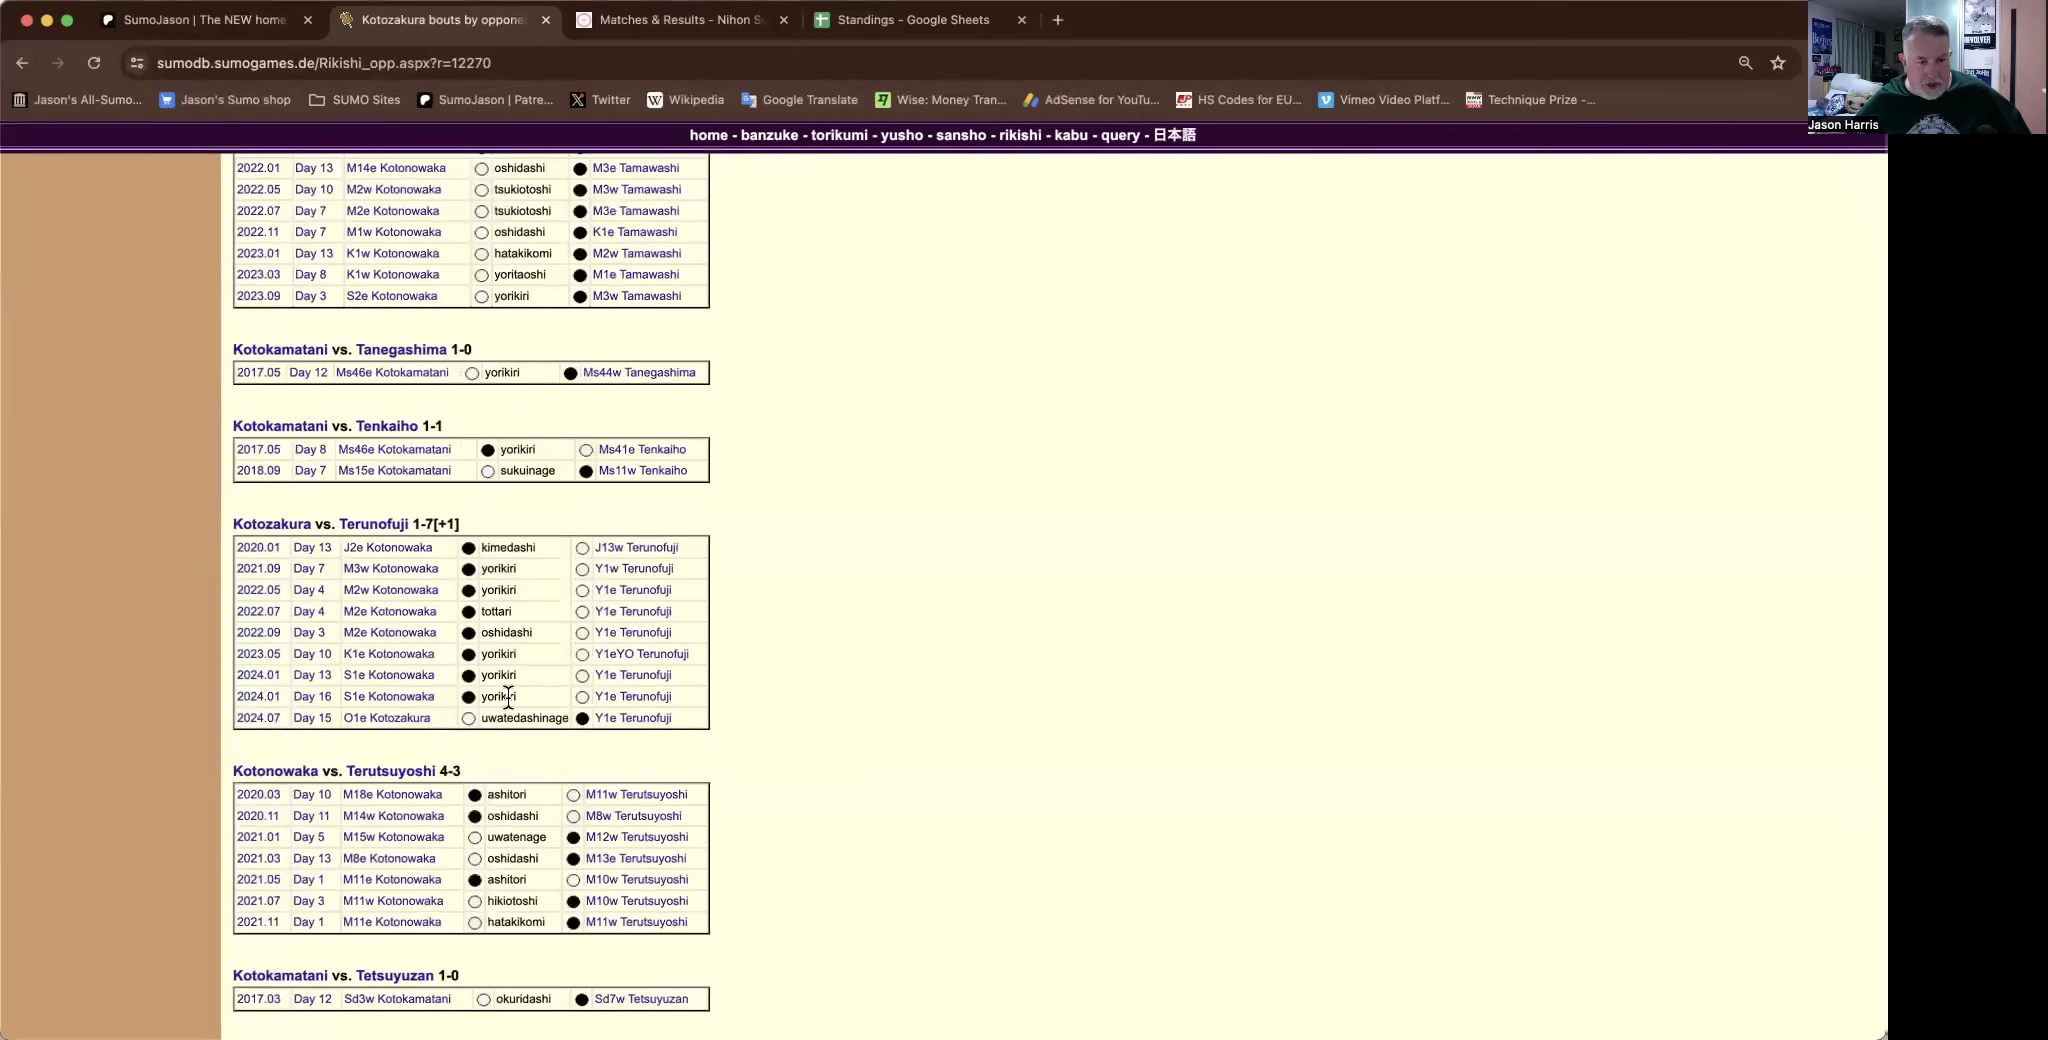 SumoJason | The NEW home
Kotozakura bouts by oppone
Matches & Results - Nihon S
Standings - Google Sheets
sumodb.sumogames.de/Rikishi_opp.aspx?r=12270
Jason's All-Sumo...
Jason's Sumo shop
SUMO Sites
SumoJason | Patre...
Twitter
Wikipedia
Google Translate
Wise: Money Tran...
AdSense for YouTu...
HS Codes for EU...
Vimeo Video Platf...
Technique Prize -...
Jason Harris
home - banzuke - torikumi - yusho - sansho - rikishi - kabu - query - 日本語
2022.01 Day 13 M14e Kotonowaka oshidashi M3e Tamawashi
2022.05 Day 10 M2w Kotonowaka tsukiotoshi M3w Tamawashi
2022.07 Day 7 M2e Kotonowaka tsukiotoshi M3e Tamawashi
2022.11 Day 7 M1w Kotonowaka oshidashi K1e Tamawashi
2023.01 Day 13 K1w Kotonowaka hatakikomi M2w Tamawashi
2023.03 Day 8 K1w Kotonowaka yoritaoshi M1e Tamawashi
2023.09 Day 3 S2e Kotonowaka yorikiri M3w Tamawashi
Kotokamatani vs. Tanegashima 1-0
2017.05 Day 12 Ms46e Kotokamatani yorikiri Ms44w Tanegashima
Kotokamatani vs. Tenkaiho 1-1
2017.05 Day 8 Ms46e Kotokamatani yorikiri Ms41e Tenkaiho
2018.09 Day 7 Ms15e Kotokamatani sukuinage Ms11w Tenkaiho
Kotozakura vs. Terunofuji 1-7[+1]
2020.01 Day 13 J2e Kotonowaka kimedashi J13w Terunofuji
2021.09 Day 7 M3w Kotonowaka yorikiri Y1w Terunofuji
2022.05 Day 4 M2w Kotonowaka yorikiri Y1e Terunofuji
2022.07 Day 4 M2e Kotonowaka tottari Y1e Terunofuji
2022.09 Day 3 M2e Kotonowaka oshidashi Y1e Terunofuji
2023.05 Day 10 K1e Kotonowaka yorikiri Y1eYO Terunofuji
2024.01 Day 13 S1e Kotonowaka yorikiri Y1e Terunofuji
2024.01 Day 16 S1e Kotonowaka yorikiri Y1e Terunofuji
2024.07 Day 15 O1e Kotozakura uwatedashinage Y1e Terunofuji
Kotonowaka vs. Terutsuyoshi 4-3
2020.03 Day 10 M18e Kotonowaka ashitori M11w Terutsuyoshi
2020.11 Day 11 M14w Kotonowaka oshidashi M8w Terutsuyoshi
2021.01 Day 5 M15w Kotonowaka uwatenage M12w Terutsuyoshi
2021.03 Day 13 M8e Kotonowaka oshidashi M13e Terutsuyoshi
2021.05 Day 1 M11e Kotonowaka ashitori M10w Terutsuyoshi
2021.07 Day 3 M11w Kotonowaka hikiotoshi M10w Terutsuyoshi
2021.11 Day 1 M11e Kotonowaka hatakikomi M11w Terutsuyoshi
Kotokamatani vs. Tetsuyuzan 1-0
2017.03 Day 12 Sd3w Kotokamatani okuridashi Sd7w Tetsuyuzan